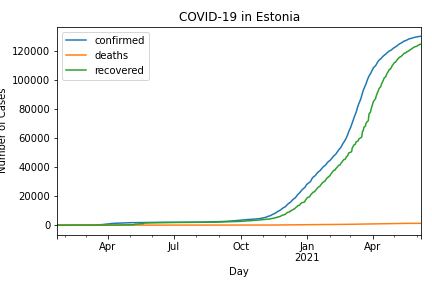 COVID-19 in Estonia
confirmed
deaths
recovered
120000
100000
80000
60000
40000
20000
0
Number of Cases
Apr
Jul
Oct
Jan
2021
Apr
Day